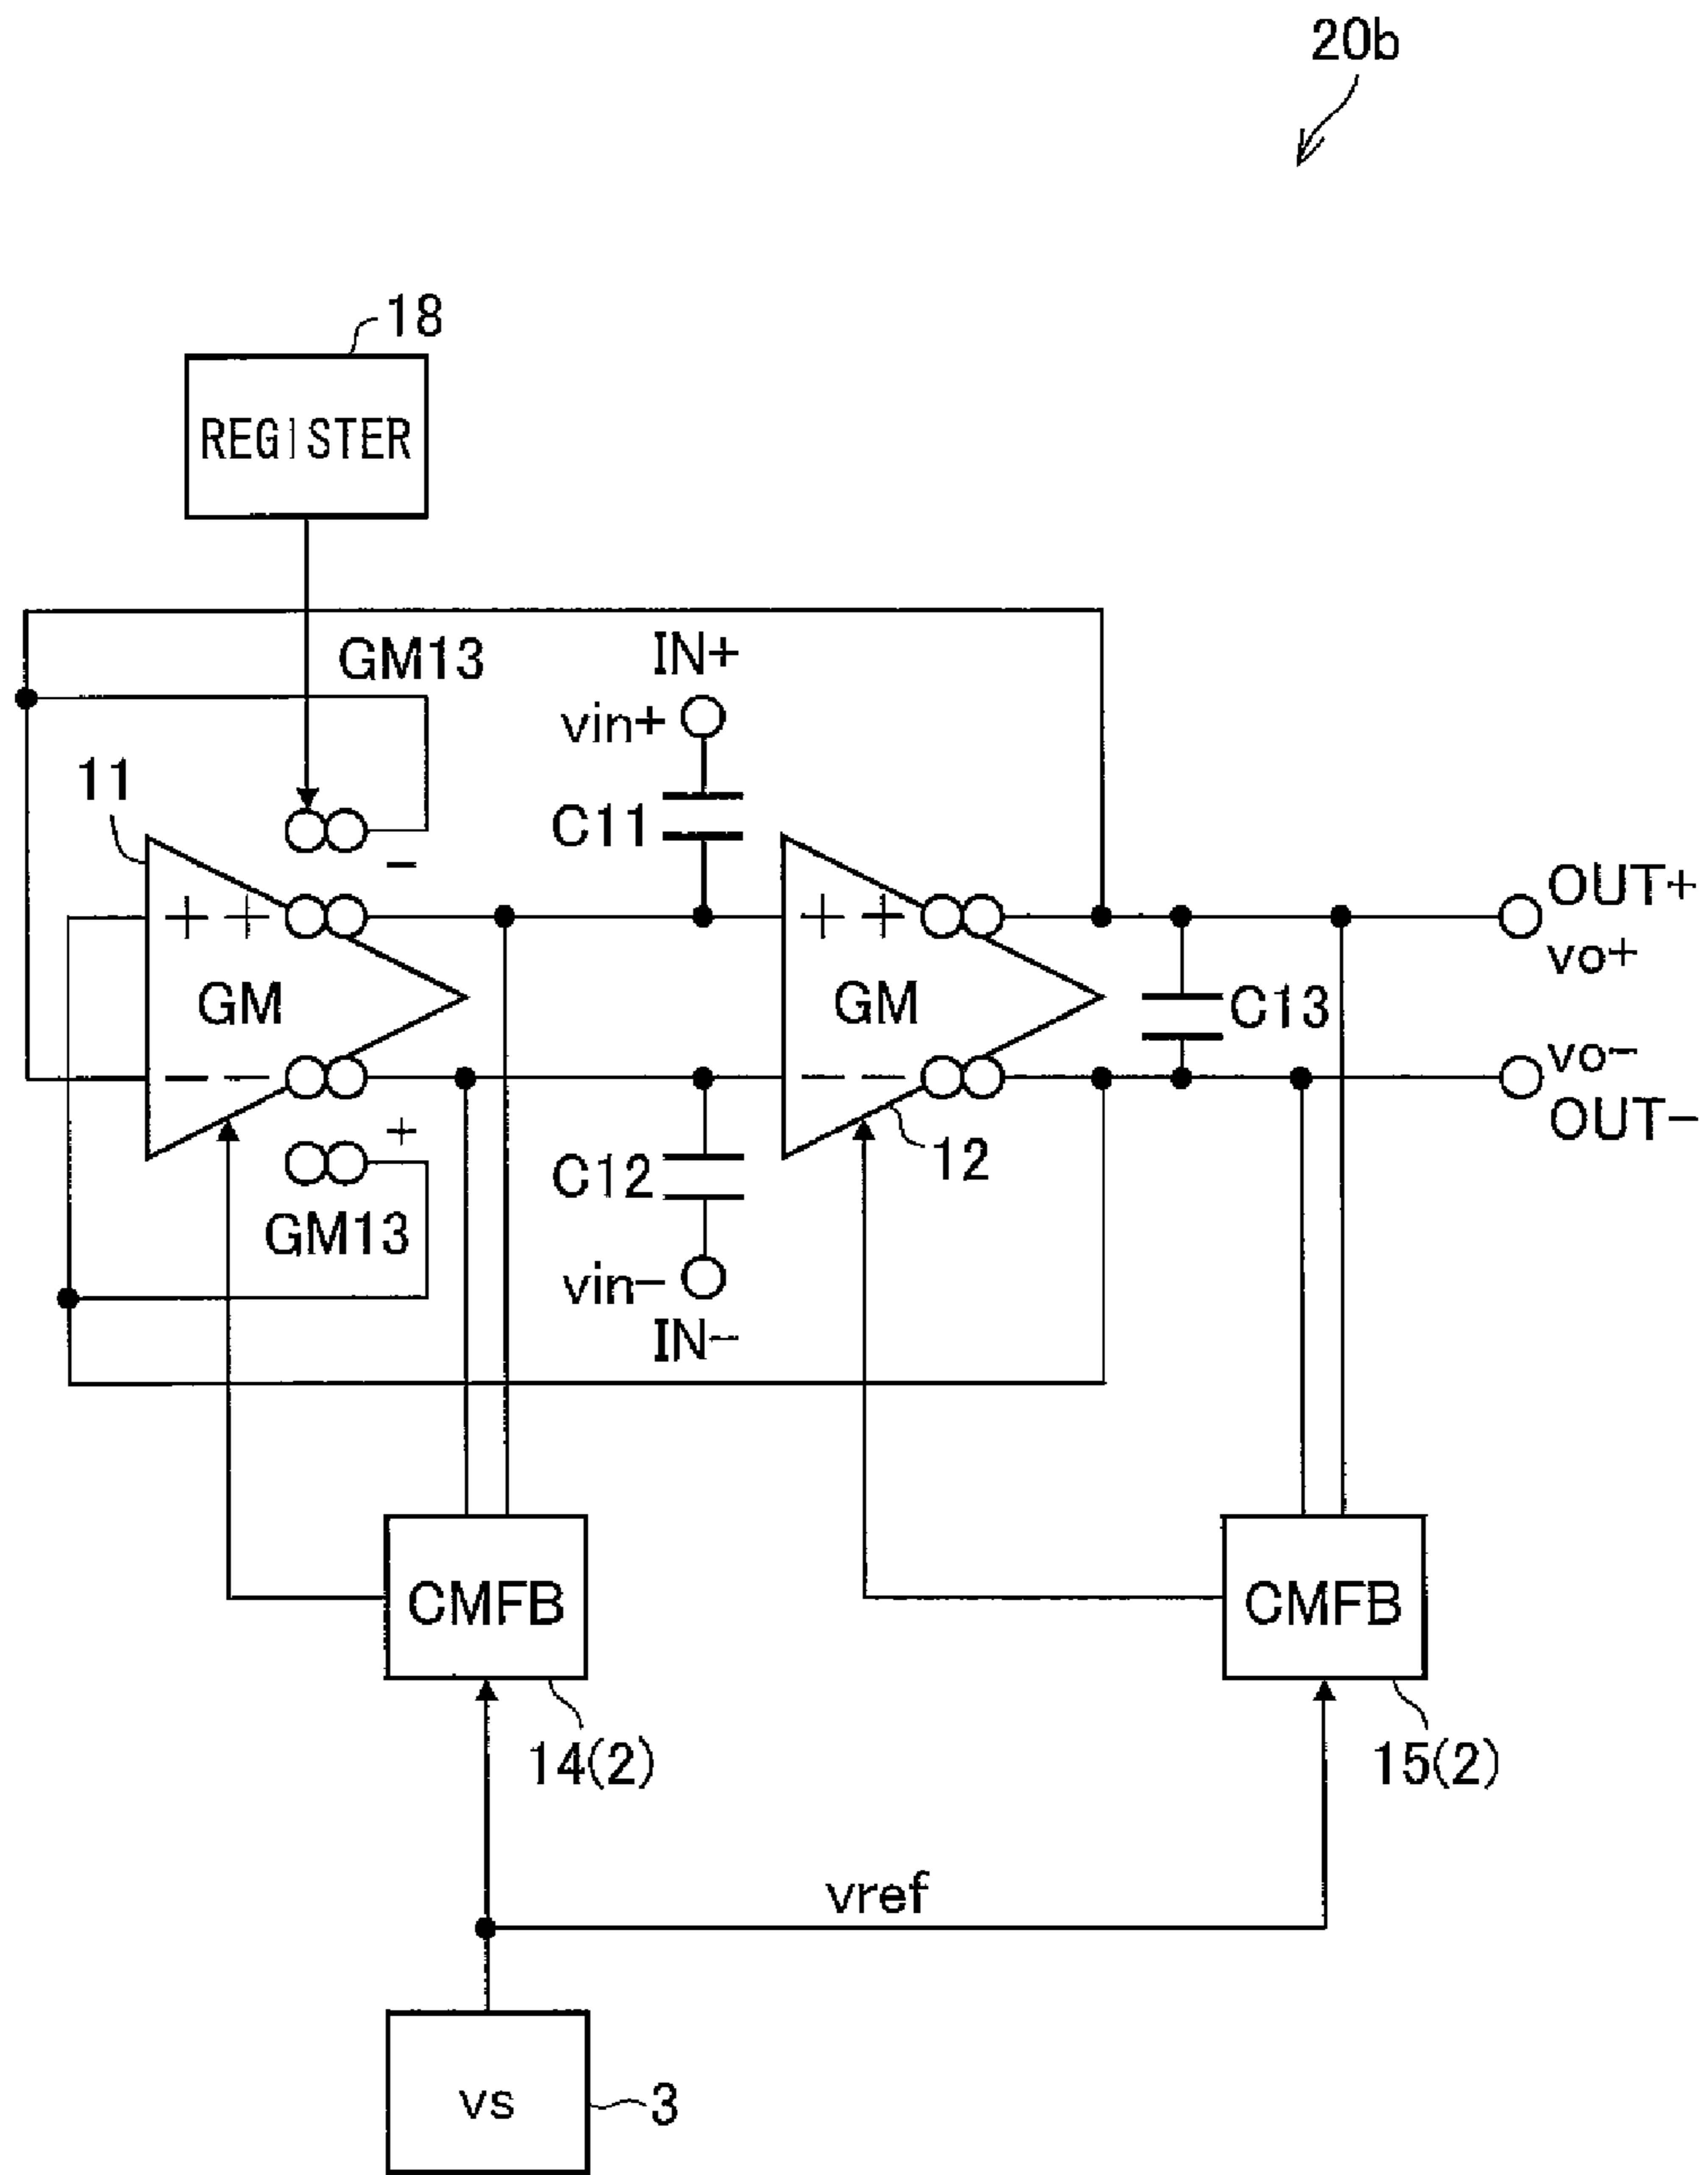 20b
18
REGISTER
GM13
IN+
vin+
11
C11
-
+ +
+ +
OUT+
vo+
GM
GM
C13
vo-
- -
- -
OUT-
+
C12
12
GM13
vin-
IN-
CMFB
CMFB
14(2)
15(2)
vref
vs
3